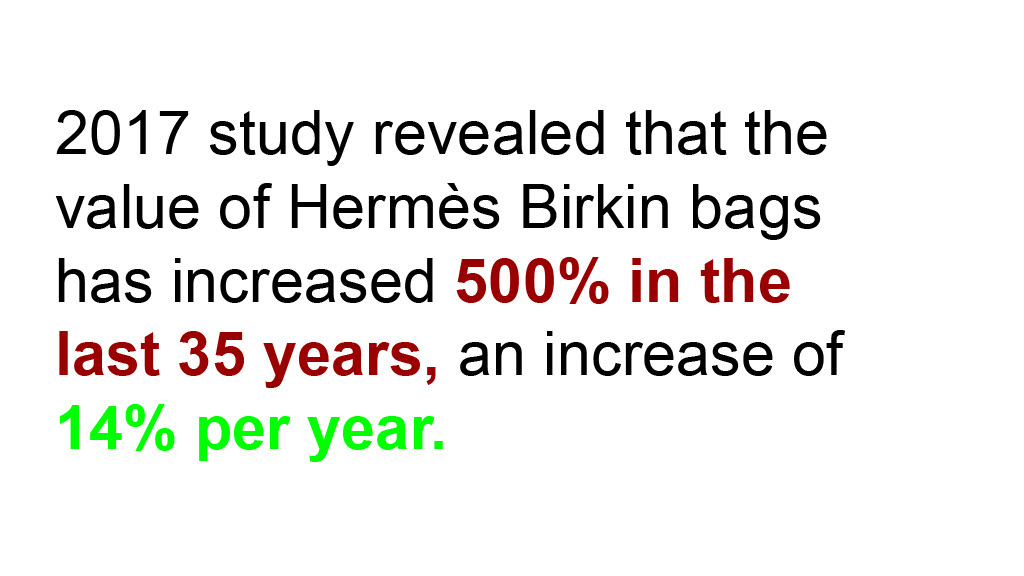 2017 study revealed that the
value of Hermès Birkin bags
has increased 500% in the
last 35 years, an increase of
14% per year.